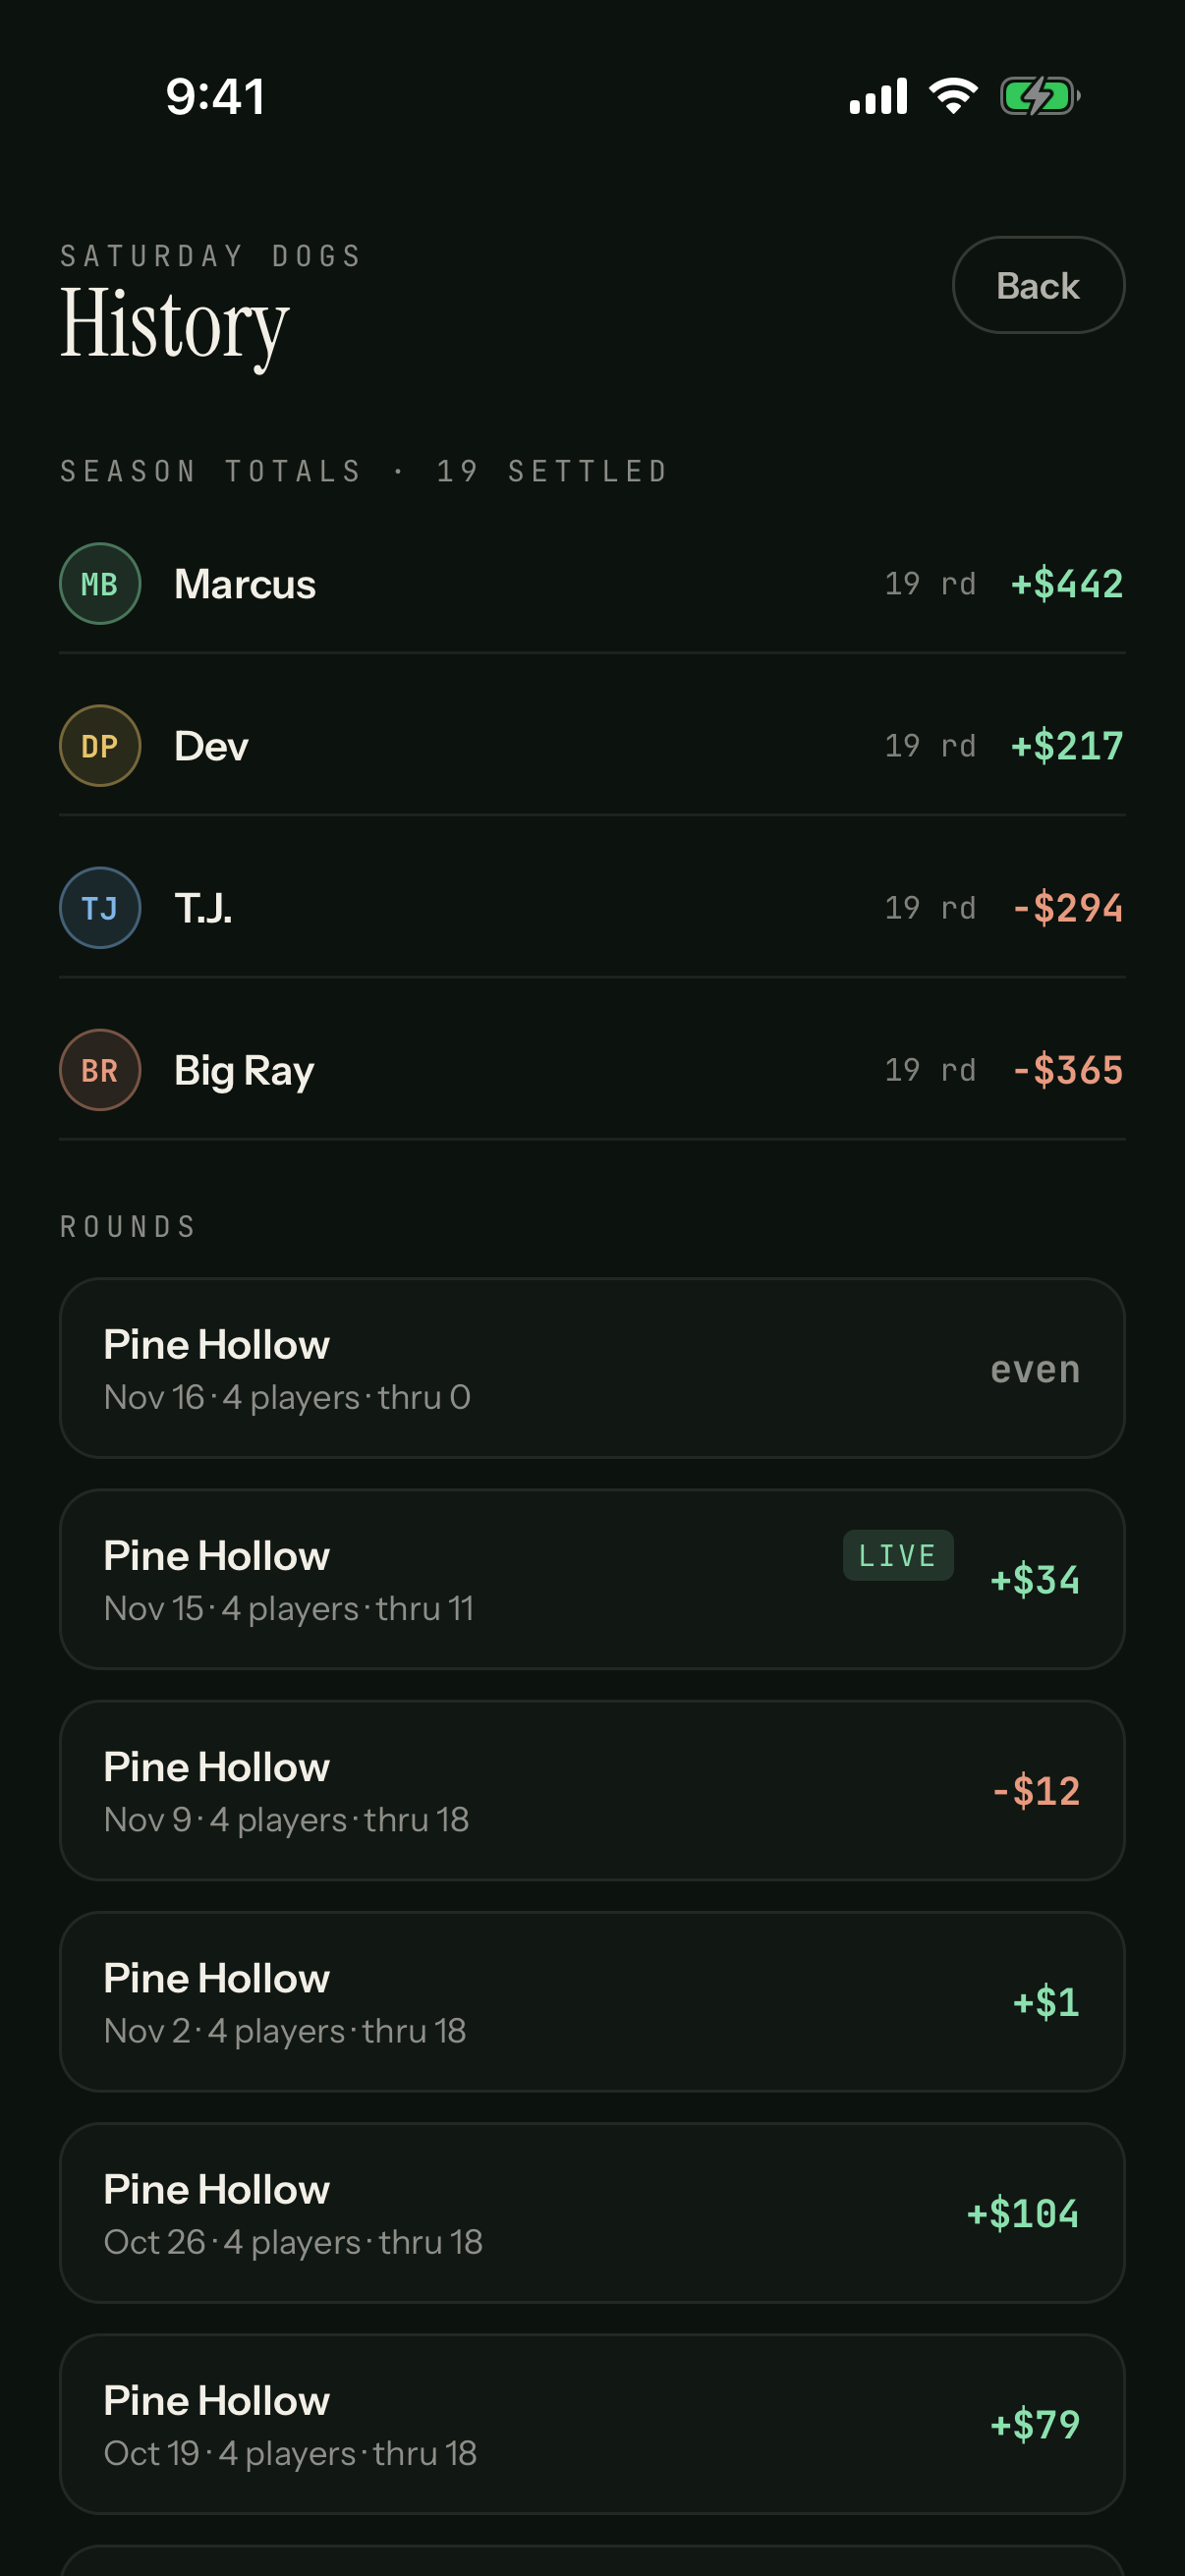 9:41
SATURDAY DOGS
History
Back
SEASON TOTALS · 19 SETTLED
MB Marcus 19 rd +$442
DP Dev 19 rd +$217
TJ T.J. 19 rd -$294
BR Big Ray 19 rd -$365
ROUNDS
Pine Hollow
Nov 16 · 4 players · thru 0
even
Pine Hollow
Nov 15 · 4 players · thru 11
LIVE +$34
Pine Hollow
Nov 9 · 4 players · thru 18
-$12
Pine Hollow
Nov 2 · 4 players · thru 18
+$1
Pine Hollow
Oct 26 · 4 players · thru 18
+$104
Pine Hollow
Oct 19 · 4 players · thru 18
+$79